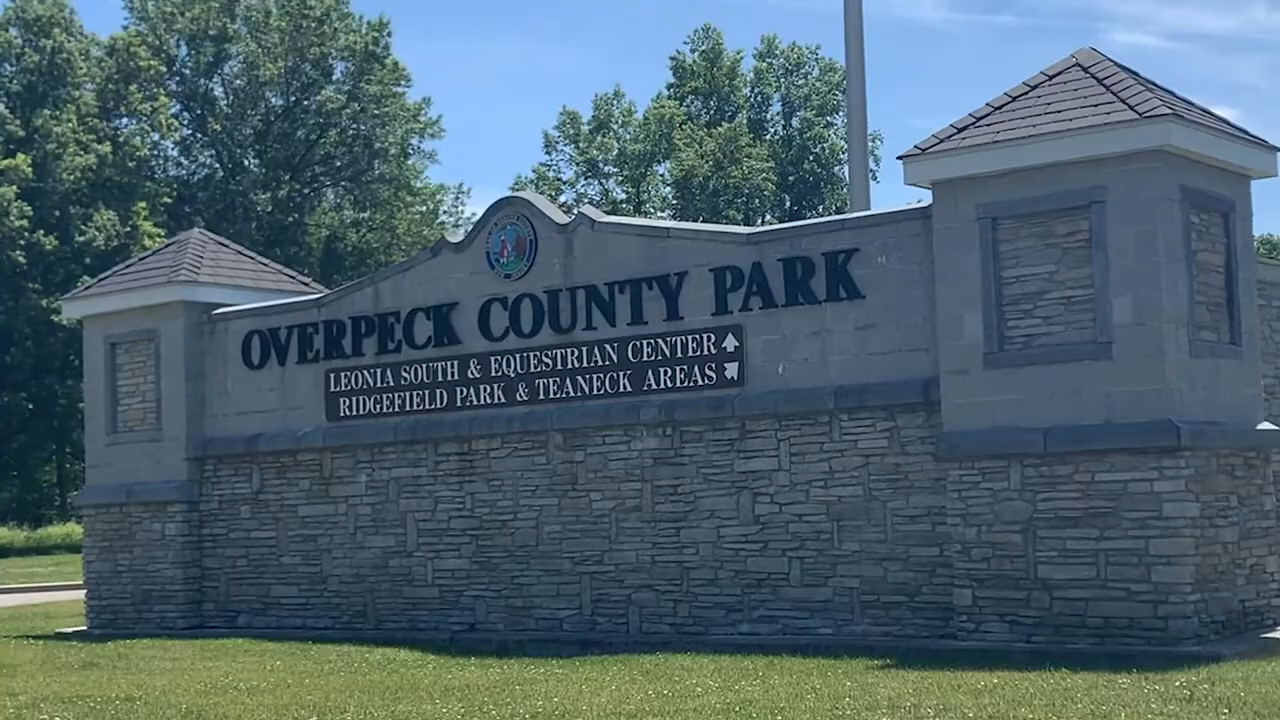 OVERPECK COUNTY PARK
LEONIA SOUTH & EQUESTRIAN CENTER
RIDGEFIELD PARK & TEANECK AREAS